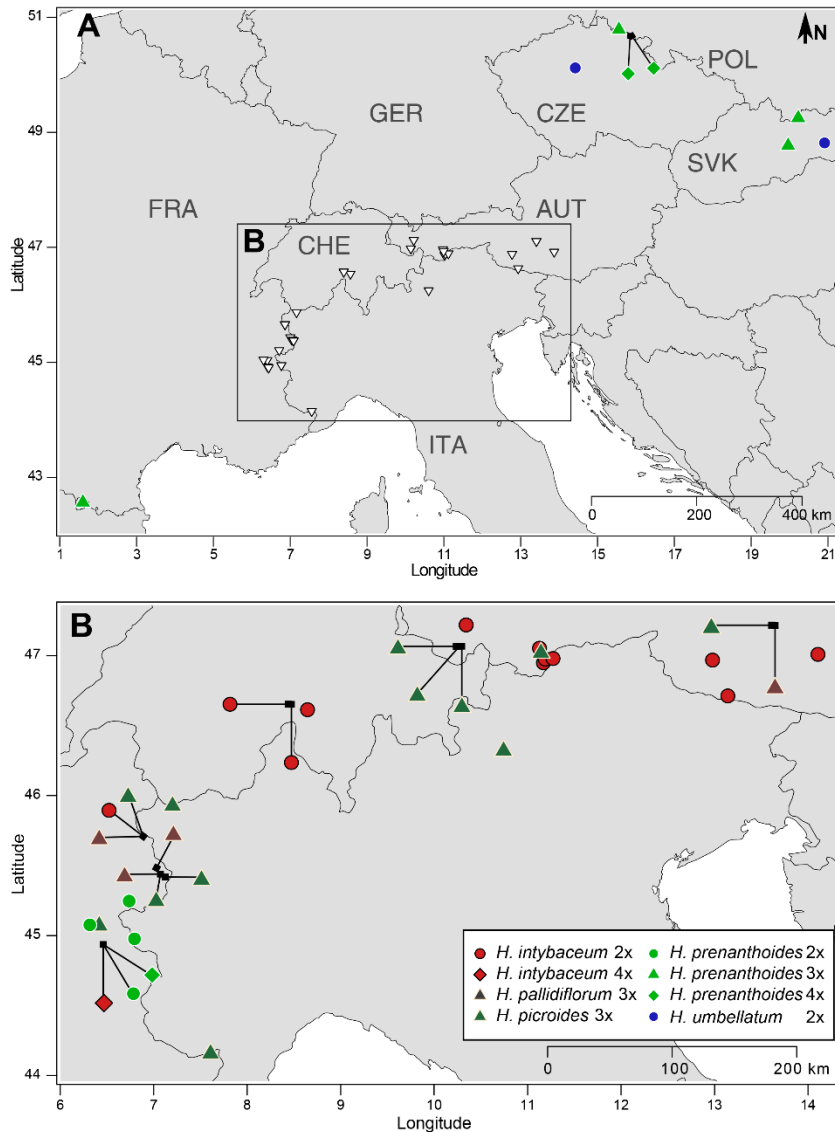 A
N
POL
GER
CZE
SVK
FRA
AUT
B
CHE
ITA
0 200 400 km
51
49
47
45
43
Latitude
1 3 5 7 9 11 13 15 17 19 21
Longitude
B
47
46
45
44
Latitude
H. intybaceum 2x
H. intybaceum 4x
H. pallidiflorum 3x
H. picroides 3x
H. prenanthoides 2x
H. prenanthoides 3x
H. prenanthoides 4x
H. umbellatum 2x
0 100 200 km
6 7 8 9 10 11 12 13 14
Longitude